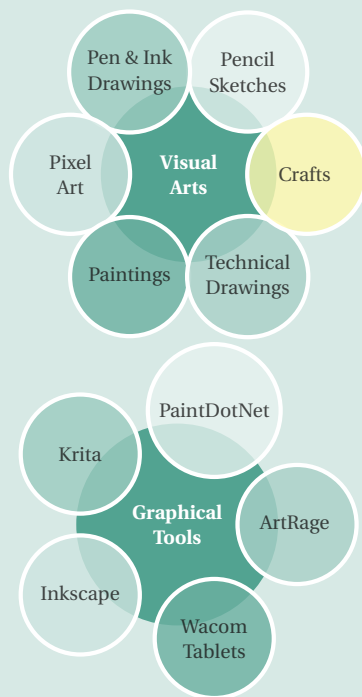 Pen & Ink
Drawings
Pencil
Sketches
Pixel
Art
Visual
Arts
Crafts
Paintings
Technical
Drawings
PaintDotNet
Krita
Graphical
Tools
ArtRage
Inkscape
Wacom
Tablets